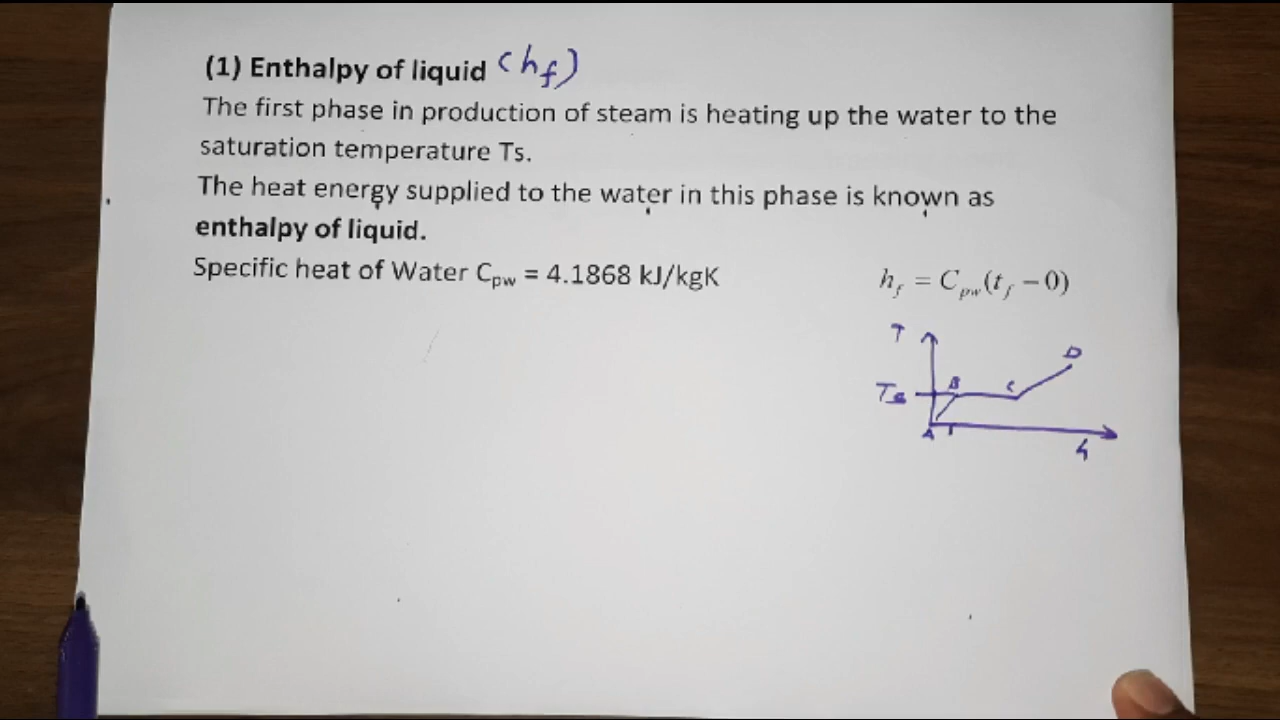 (1) Enthalpy of liquid (hf)
The first phase in production of steam is heating up the water to the
saturation temperature Ts.
The heat energy supplied to the water in this phase is known as
enthalpy of liquid.
Specific heat of Water Cpw = 4.1868 kJ/kgK
hf = Cpw(tf − 0)
T
D
Ts B C
A
h